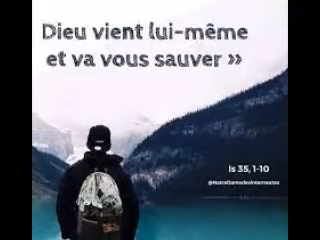 Dieu vient lui-même
et va vous sauver »
Is 35, 1-10
@NotreDamedesInternautes